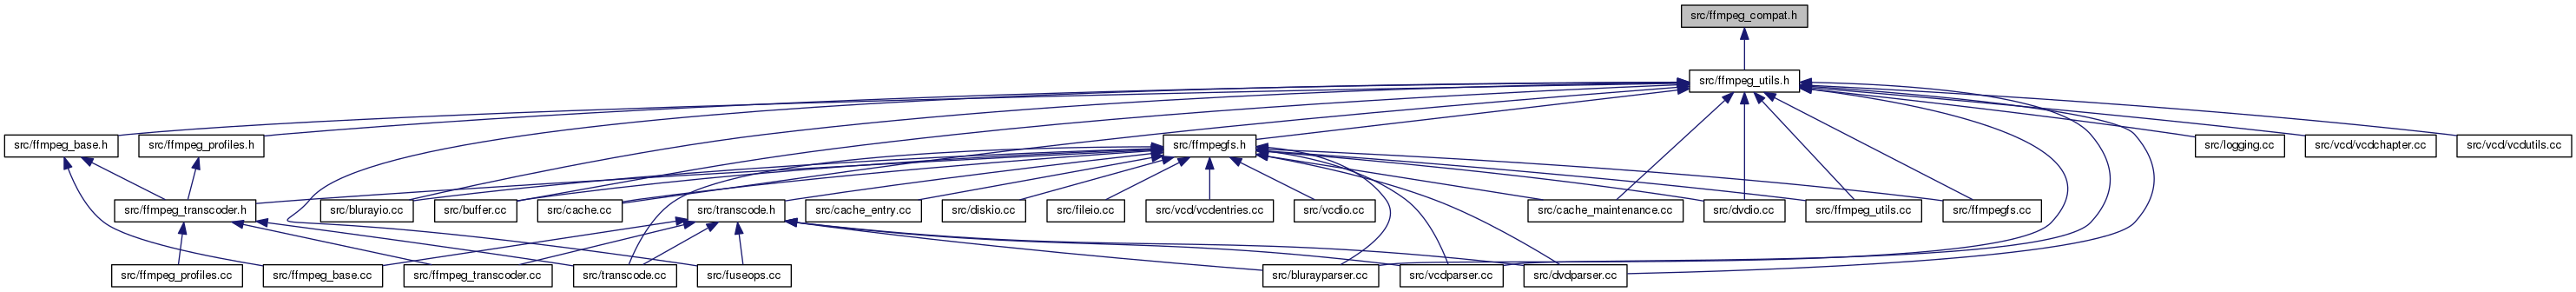 src/ffmpeg_compat.h
src/ffmpeg_utils.h
src/ffmpeg_base.h
src/ffmpeg_profiles.h
src/ffmpegfs.h
src/logging.cc
src/vcd/vcdchapter.cc
src/vcd/vcdutils.cc
src/ffmpeg_transcoder.h
src/blurayio.cc
src/buffer.cc
src/cache.cc
src/transcode.h
src/cache_entry.cc
src/diskio.cc
src/fileio.cc
src/vcd/vcdentries.cc
src/vcdio.cc
src/cache_maintenance.cc
src/dvdio.cc
src/ffmpeg_utils.cc
src/ffmpegfs.cc
src/ffmpeg_profiles.cc
src/ffmpeg_base.cc
src/ffmpeg_transcoder.cc
src/transcode.cc
src/fuseops.cc
src/blurayparser.cc
src/vcdparser.cc
src/dvdparser.cc